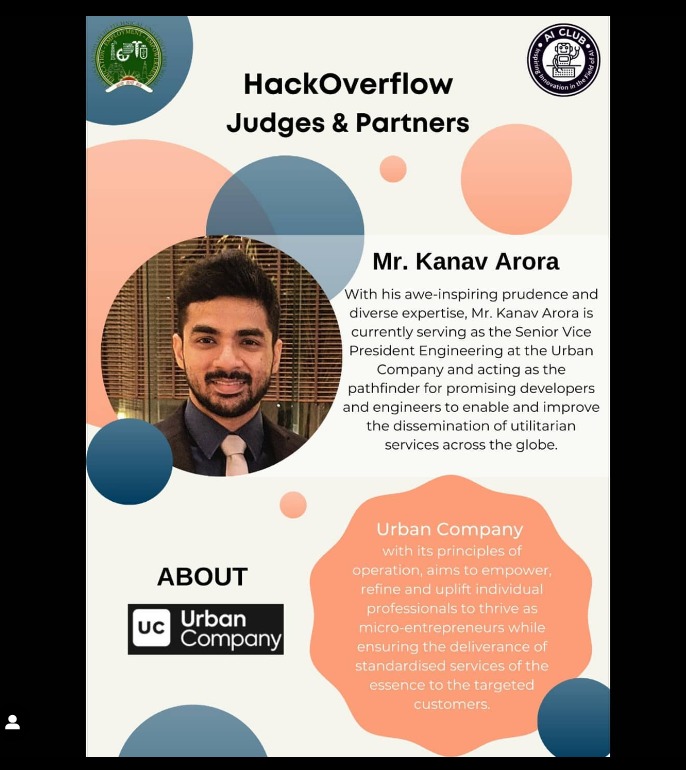 HackOverflow
Judges & Partners
AI CLUB
Inspiring Innovation in the Field of AI
Mr. Kanav Arora
With his awe-inspiring prudence and
diverse expertise, Mr. Kanav Arora is
currently serving as the Senior Vice
President Engineering at the Urban
Company and acting as the
pathfinder for promising developers
and engineers to enable and improve
the dissemination of utilitarian
services across the globe.
Urban Company
with its principles of
operation, aims to empower,
refine and uplift individual
professionals to thrive as
micro-entrepreneurs while
ensuring the deliverance of
standardised services of the
essence to the targeted
customers.
ABOUT
UC
Urban
Company